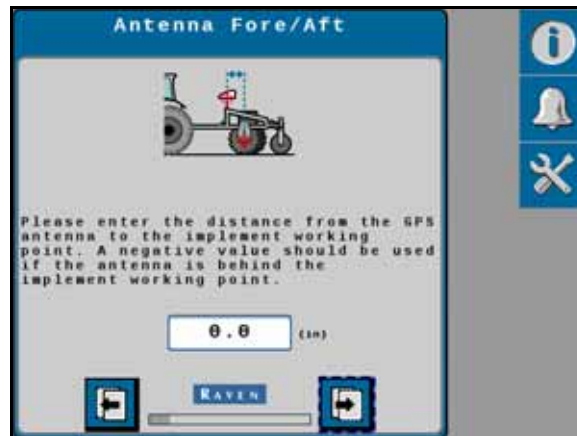 Antenna Fore/Aft
Please enter the distance from the GPS
antenna to the implement working
point. A negative value should be used
if the antenna is behind the
implement working point.
0.0 (in)
RAVEN